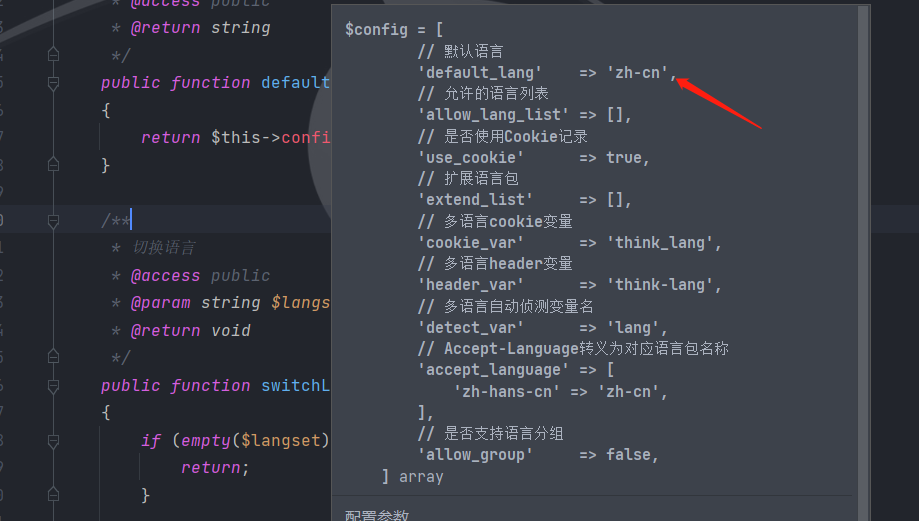 * @access public
* @return string
*/
public function default
{
return $this->confi
}
/**
* 切换语言
* @access public
* @param string $langs
* @return void
*/
public function switchL
{
if (empty($langset)
return;
}
$config = [
// 默认语言
'default_lang' => 'zh-cn',
// 允许的语言列表
'allow_lang_list' => [],
// 是否使用Cookie记录
'use_cookie' => true,
// 扩展语言包
'extend_list' => [],
// 多语言cookie变量
'cookie_var' => 'think_lang',
// 多语言header变量
'header_var' => 'think-lang',
// 多语言自动侦测变量名
'detect_var' => 'lang',
// Accept-Language转义为对应语言包名称
'accept_language' => [
'zh-hans-cn' => 'zh-cn',
],
// 是否支持语言分组
'allow_group' => false,
] array
配置参数